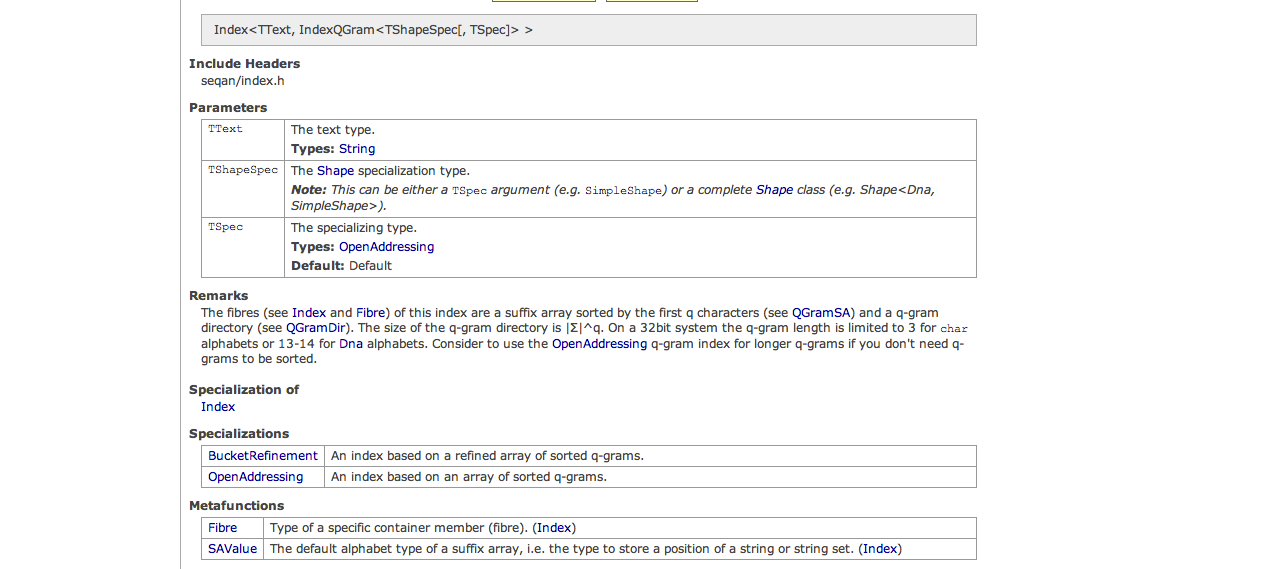 Index<TText, IndexQGram<TShapeSpec[, TSpec]> >
Include Headers
seqan/index.h
Parameters
TText The text type.
Types: String
TShapeSpec The Shape specialization type.
Note: This can be either a TSpec argument (e.g. SimpleShape) or a complete Shape class (e.g. Shape<Dna,
SimpleShape>).
TSpec The specializing type.
Types: OpenAddressing
Default: Default
Remarks
The fibres (see Index and Fibre) of this index are a suffix array sorted by the first q characters (see QGramSA) and a q-gram
directory (see QGramDir). The size of the q-gram directory is |Σ|^q. On a 32bit system the q-gram length is limited to 3 for char
alphabets or 13-14 for Dna alphabets. Consider to use the OpenAddressing q-gram index for longer q-grams if you don't need q-
grams to be sorted.
Specialization of
Index
Specializations
BucketRefinement An index based on a refined array of sorted q-grams.
OpenAddressing An index based on an array of sorted q-grams.
Metafunctions
Fibre Type of a specific container member (fibre). (Index)
SAValue The default alphabet type of a suffix array, i.e. the type to store a position of a string or string set. (Index)